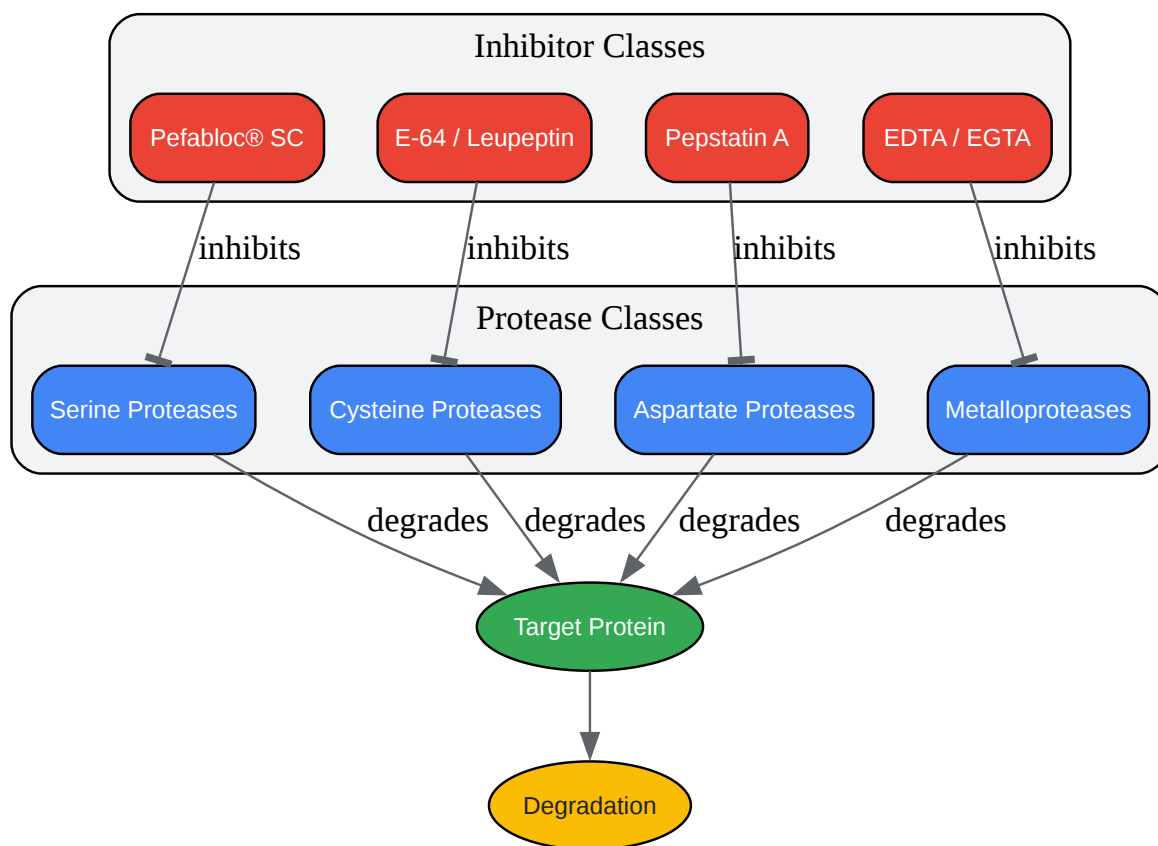 Inhibitor Classes
Pefabloc® SC
E-64 / Leupeptin
Pepstatin A
EDTA / EGTA
inhibits
inhibits
inhibits
inhibits
Protease Classes
Serine Proteases
Cysteine Proteases
Aspartate Proteases
Metalloproteases
degrades
degrades
degrades
degrades
Target Protein
Degradation